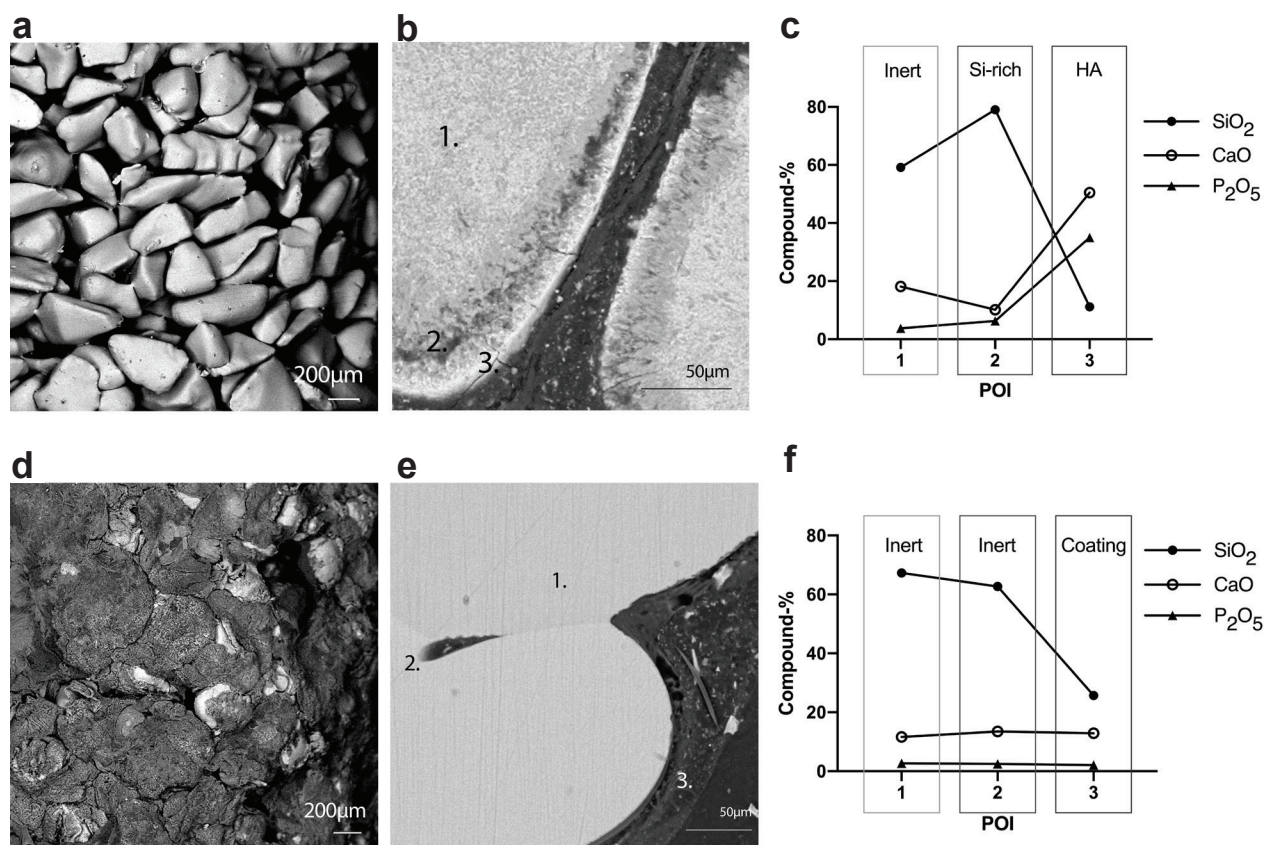 a
200µm
b
1.
2.
3.
50µm
c
Inert
Si-rich
HA
80
60
40
20
0
Compound-%
1
2
3
POI
SiO₂
CaO
P₂O₅
d
200µm
e
1.
2.
3.
50µm
f
Inert
Inert
Coating
80
60
40
20
0
Compound-%
1
2
3
POI
SiO₂
CaO
P₂O₅